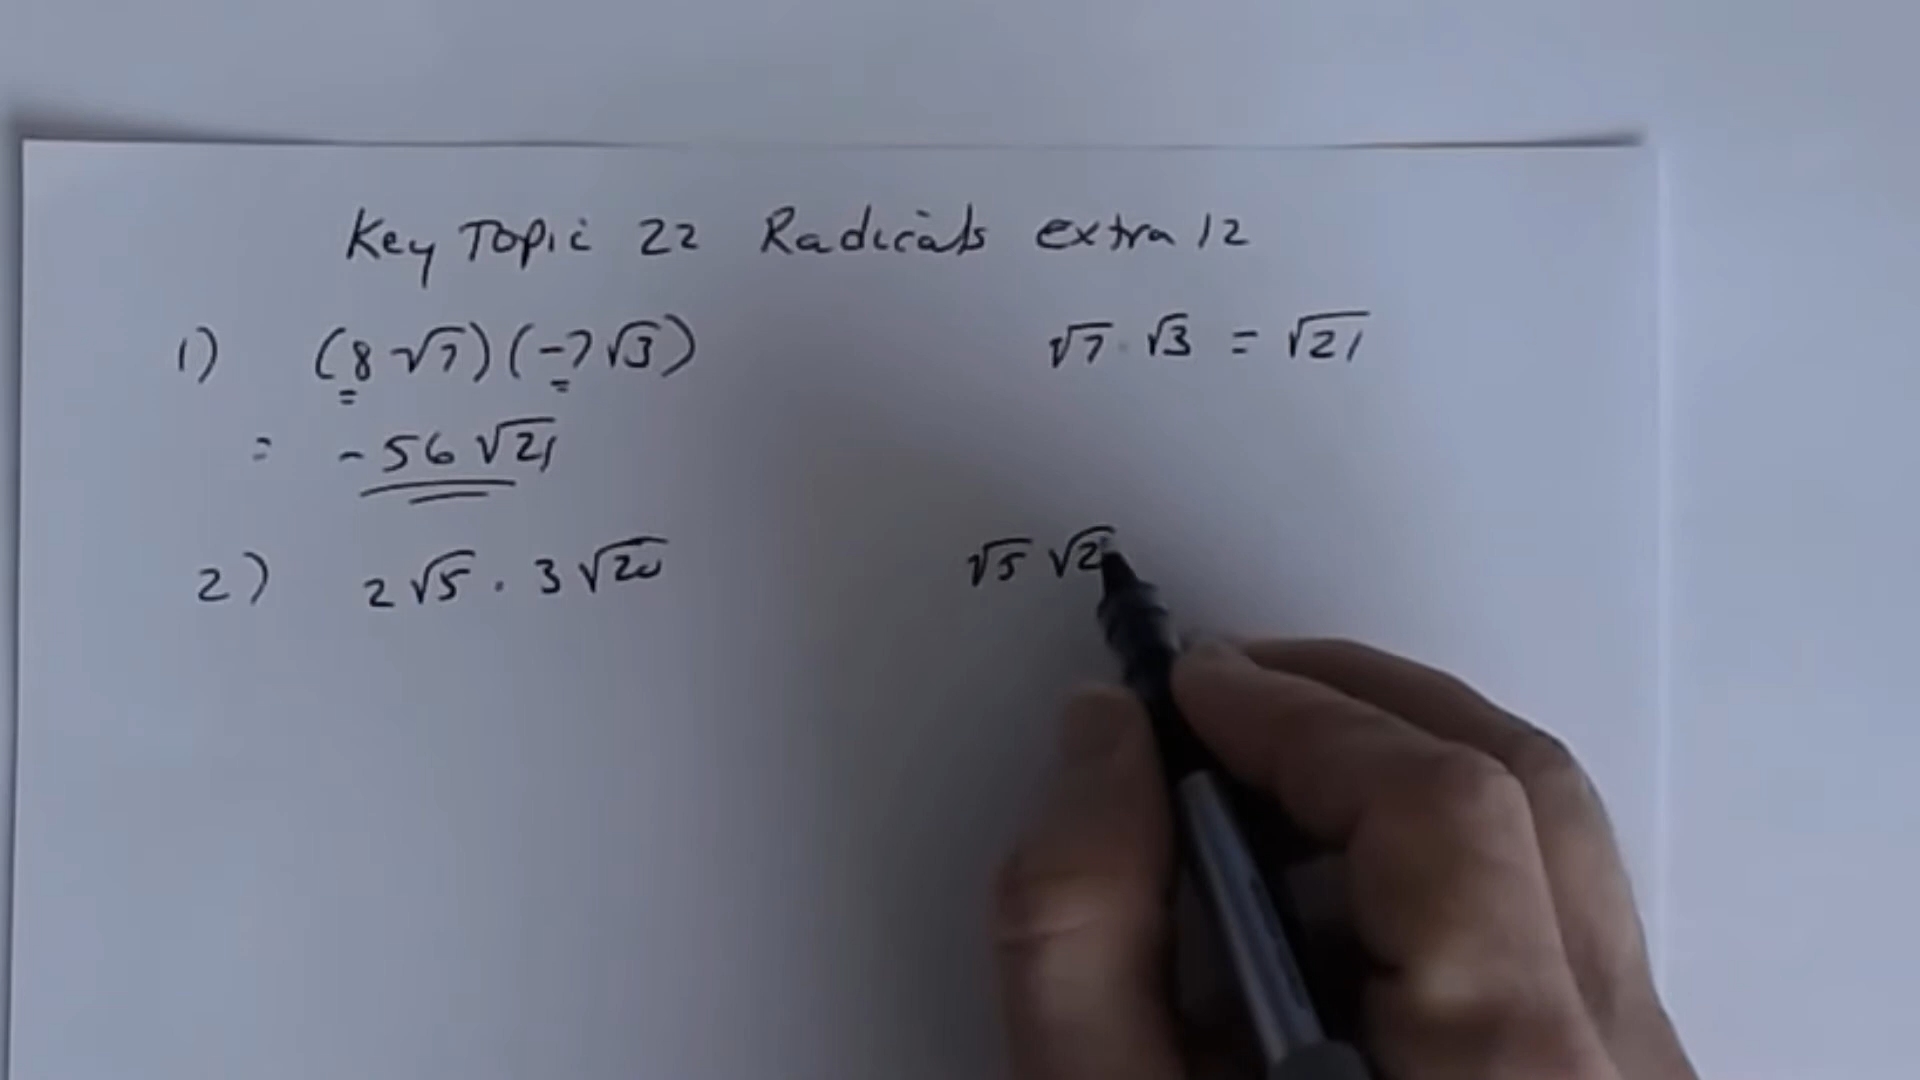 Key Topic 22 Radicals extra 12
1) (8√7)(-7√3) √7 · √3 = √21
= -56√21
2) 2√5 · 3√20 √5 √2